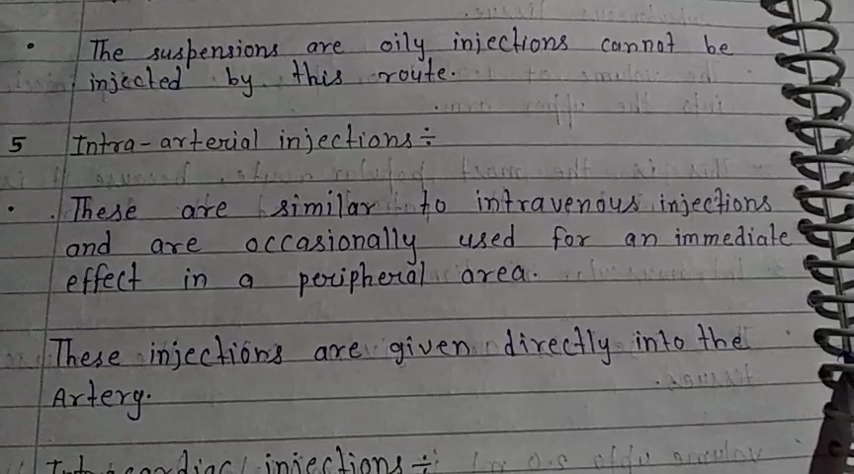 • The suspensions are oily injections cannot be
injected by this route.
5 Intra-arterial injections ÷
• These are similar to intravenous injections
and are occasionally used for an immediate
effect in a peripheral area.
These injections are given directly into the
Artery.
injections ÷